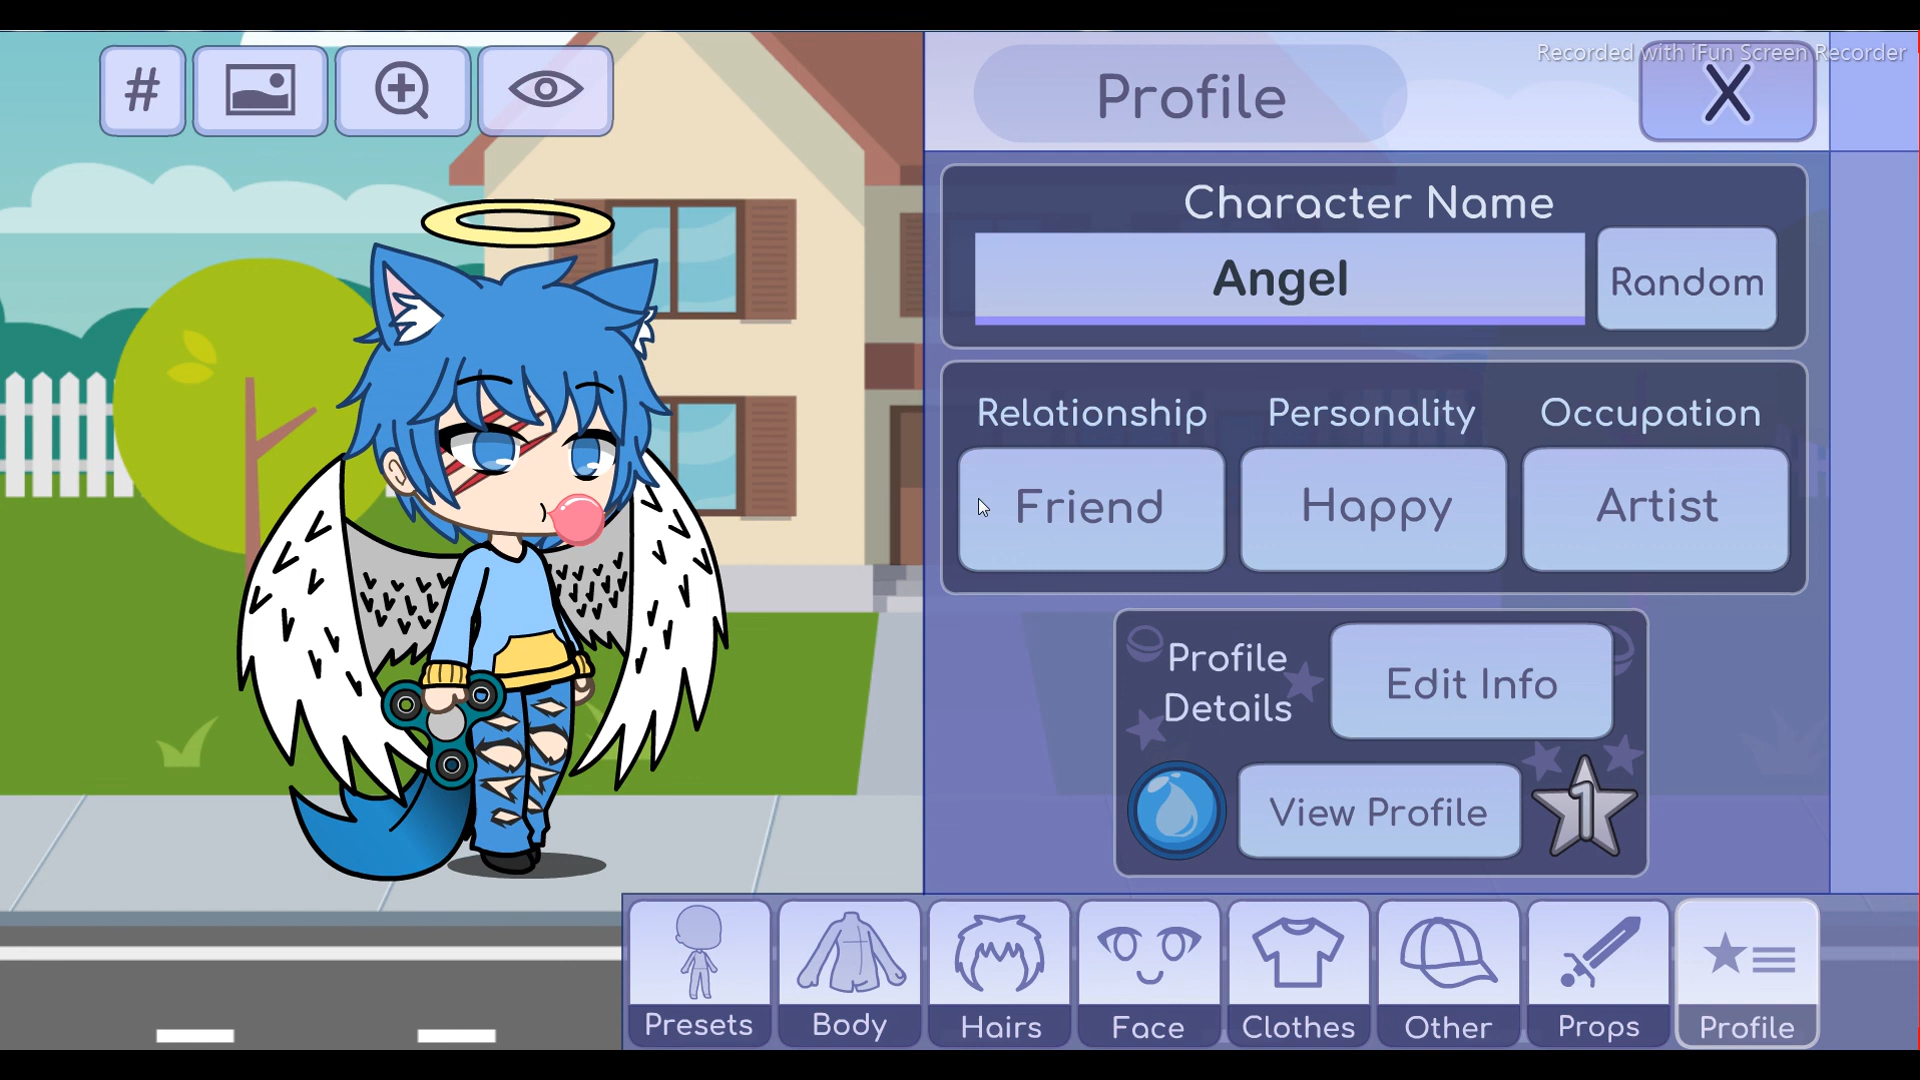 #
Recorded with iFun Screen Recorder
Profile
X
Character Name
Angel
Random
Relationship Personality Occupation
Friend Happy Artist
Profile
Details
Edit Info
View Profile
1
Presets Body Hairs Face Clothes Other Props Profile